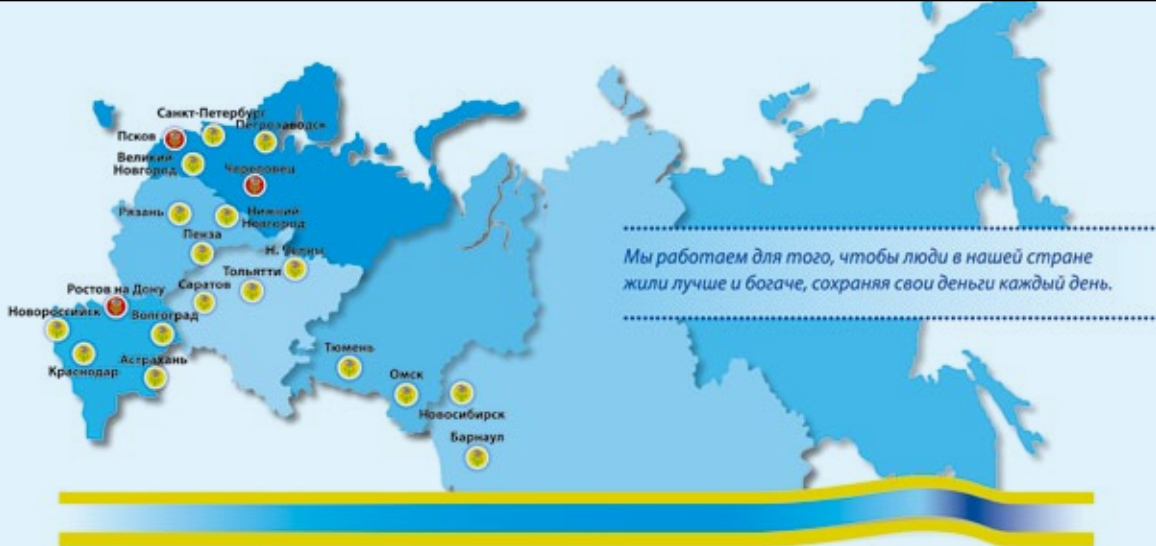 Санкт-Петербург
Петрозаводск
Псков
Великий
Новгород
Череповец
Рязань
Нижний
Новгород
Пенза
Н. Челны
Тольятти
Саратов
Ростов на Дону
Новороссийск
Волгоград
Астрахань
Краснодар
Тюмень
Омск
Новосибирск
Барнаул
Мы работаем для того, чтобы люди в нашей стране
жили лучше и богаче, сохраняя свои деньги каждый день.